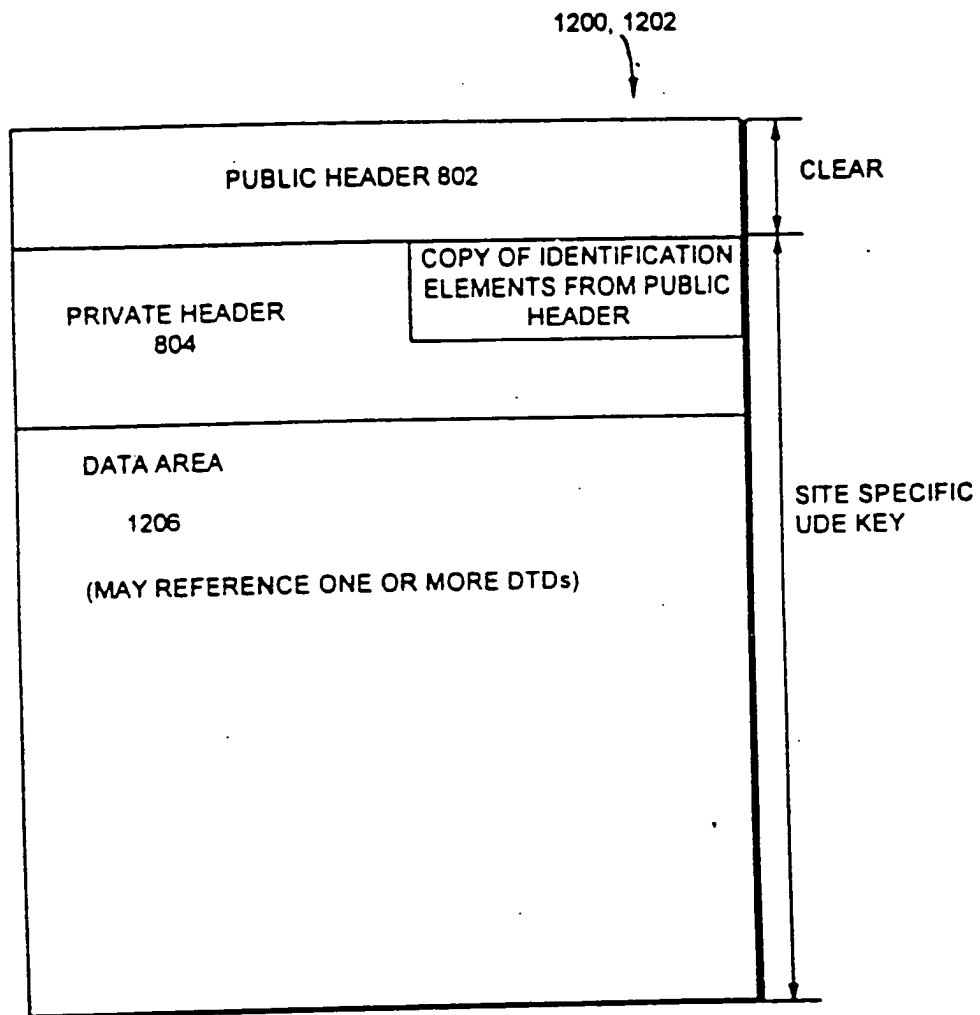 1200, 1202
PUBLIC HEADER 802
CLEAR
COPY OF IDENTIFICATION
ELEMENTS FROM PUBLIC
HEADER
PRIVATE HEADER
804
DATA AREA
1206
(MAY REFERENCE ONE OR MORE DTDs)
SITE SPECIFIC
UDE KEY